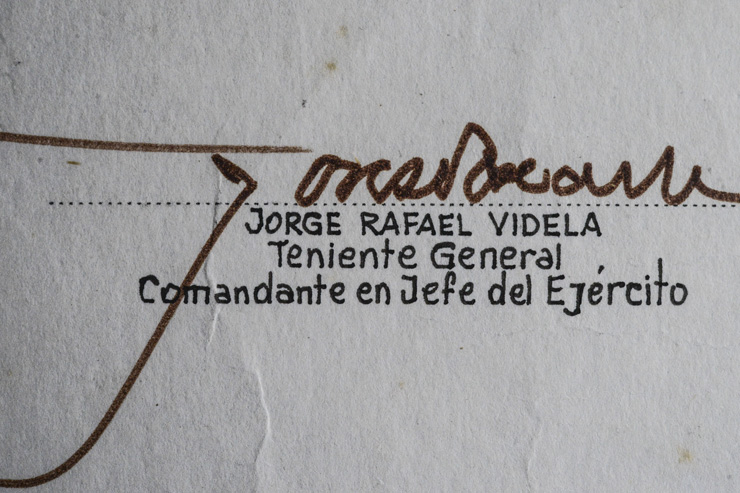 JORGE RAFAEL VIDELA
Teniente General
Comandante en Jefe del Ejército